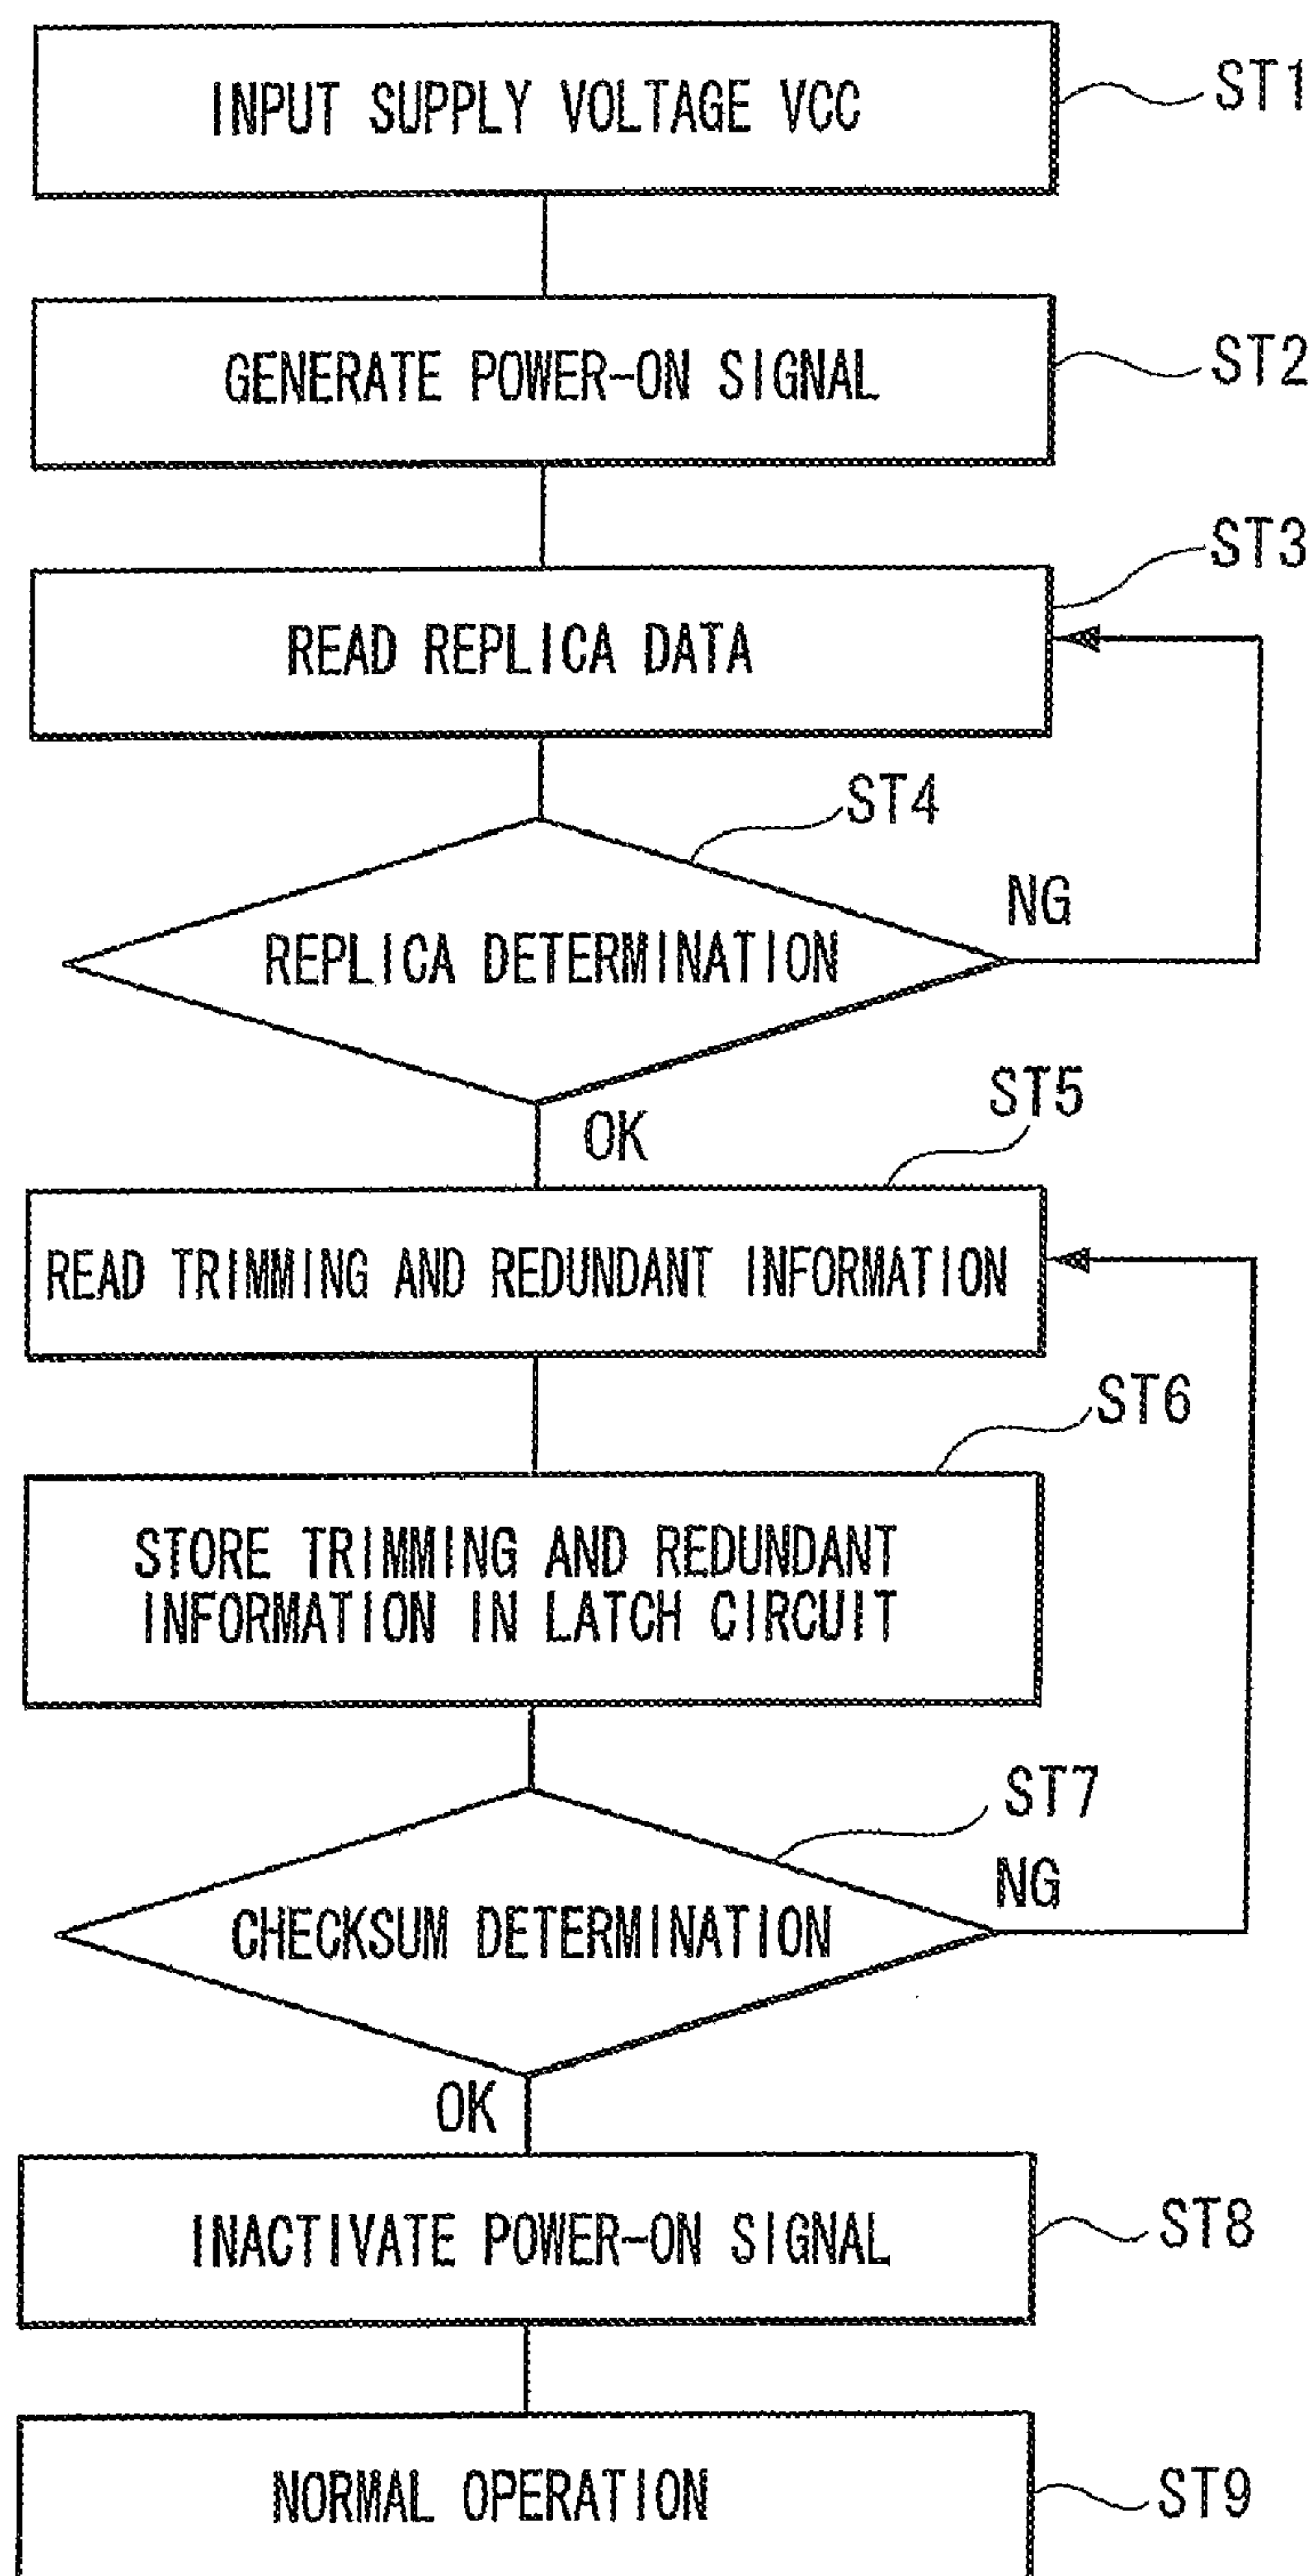 INPUT SUPPLY VOLTAGE VCC
ST1
GENERATE POWER-ON SIGNAL
ST2
ST3
READ REPLICA DATA
ST4
NG
REPLICA DETERMINATION
ST5
OK
READ TRIMMING AND REDUNDANT INFORMATION
ST6
STORE TRIMMING AND REDUNDANT
INFORMATION IN LATCH CIRCUIT
ST7
NG
CHECKSUM DETERMINATION
OK
INACTIVATE POWER-ON SIGNAL
ST8
NORMAL OPERATION
ST9